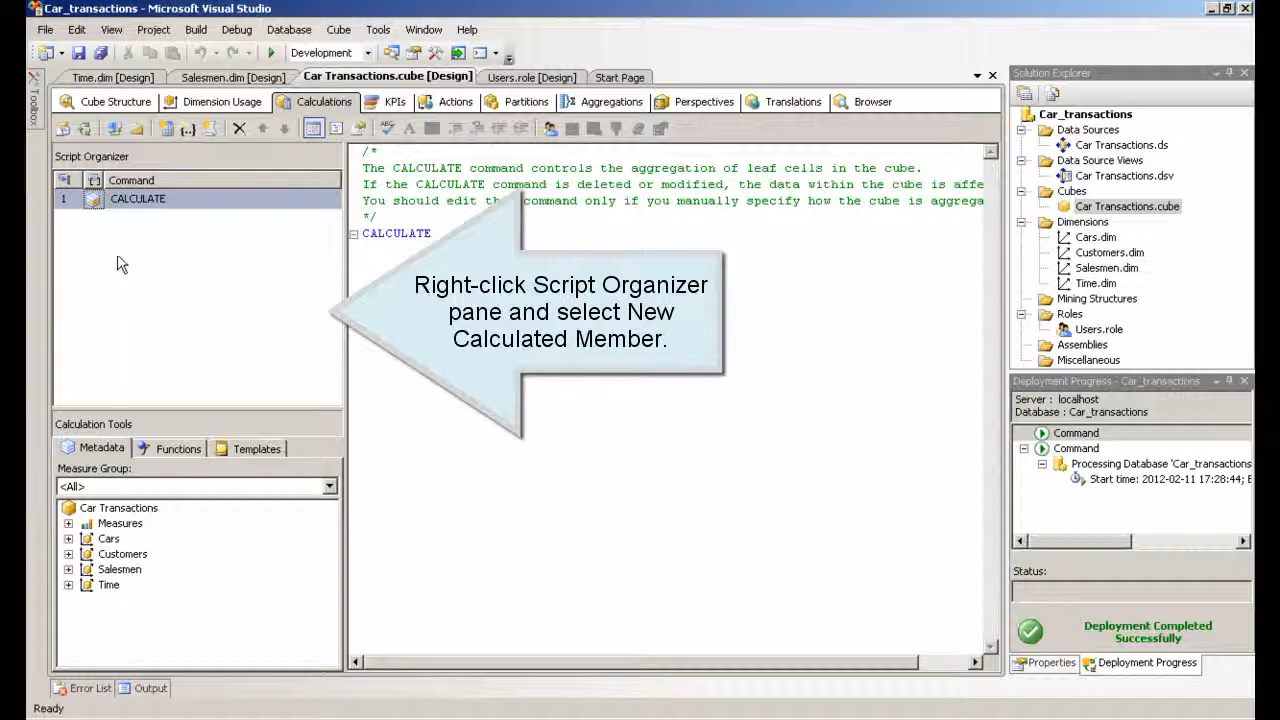 Car_transactions - Microsoft Visual Studio
File Edit View Project Build Debug Database Cube Tools Window Help
Development
Time.dim [Design] Salesmen.dim [Design] Car Transactions.cube [Design] Users.role [Design] Start Page
Toolbox
Cube Structure Dimension Usage Calculations KPIs Actions Partitions Aggregations Perspectives Translations Browser
Script Organizer
Command
1 CALCULATE
/*
The CALCULATE command controls the aggregation of leaf cells in the cube.
If the CALCULATE command is deleted or modified, the data within the cube is affe
You should edit th command only if you manually specify how the cube is aggrega
*/
CALCULATE
Right-click Script Organizer
pane and select New
Calculated Member.
Calculation Tools
Metadata Functions Templates
Measure Group:
<All>
Car Transactions
Measures
Cars
Customers
Salesmen
Time
Solution Explorer
Car_transactions
Data Sources
Car Transactions.ds
Data Source Views
Car Transactions.dsv
Cubes
Car Transactions.cube
Dimensions
Cars.dim
Customers.dim
Salesmen.dim
Time.dim
Mining Structures
Roles
Users.role
Assemblies
Miscellaneous
Deployment Progress - Car_transactions
Server : localhost
Database : Car_transactions
Command
Command
Processing Database 'Car_transactions
Start time: 2012-02-11 17:28:44; E
Status:
Deployment Completed
Successfully
Properties Deployment Progress
Error List Output
Ready